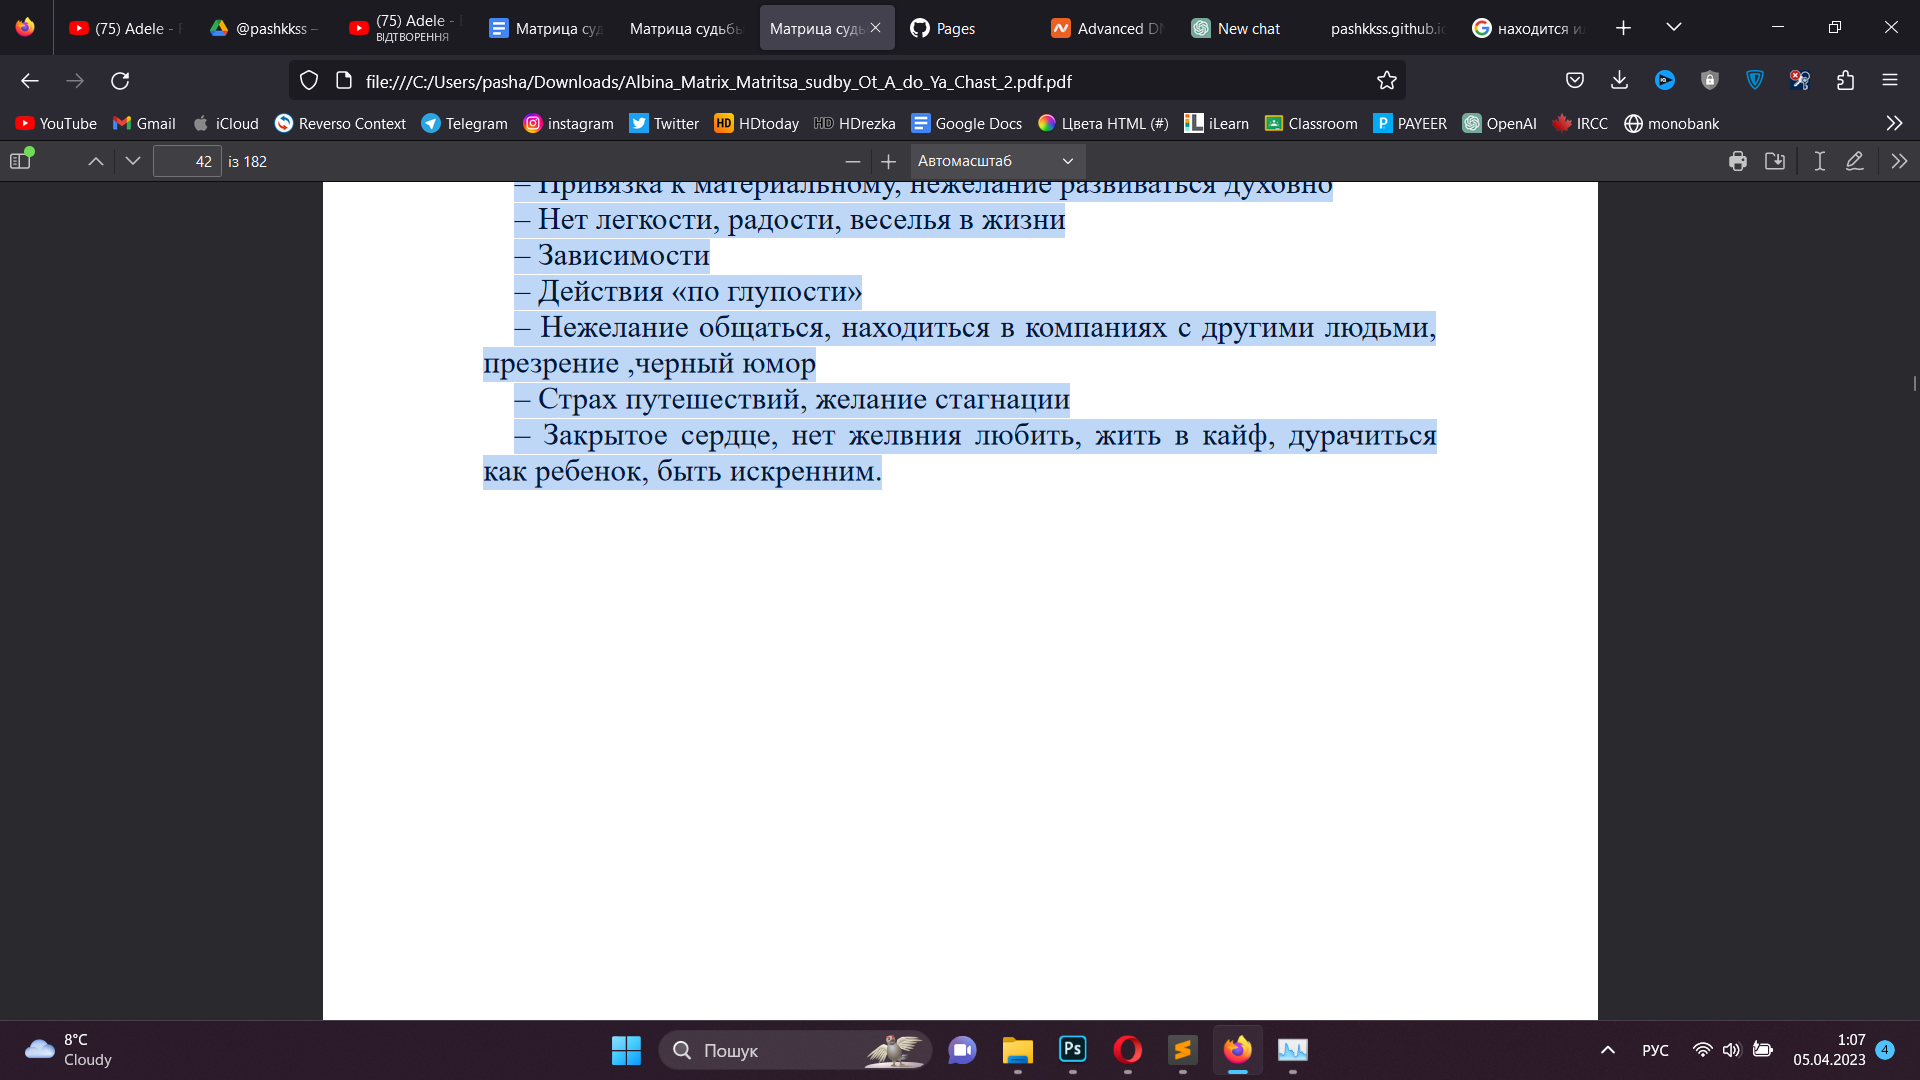 (75) Adele -
@pashkkss –
(75) Adele -
ВІДТВОРЕННЯ
Матрица суд
Матрица судьбы
Матрица судь
Pages
Advanced D
New chat
pashkkss.github.i
находится и
file:///C:/Users/pasha/Downloads/Albina_Matrix_Matritsa_sudby_Ot_A_do_Ya_Chast_2.pdf.pdf
YouTube
Gmail
iCloud
Reverso Context
Telegram
instagram
Twitter
HD
HDtoday
HD
HDrezka
Google Docs
Цвета HTML (#)
iLearn
Classroom
P
PAYEER
OpenAI
IRCC
monobank
42
із 182
Автомасштаб
– Привязка к материальному, нежелание развиваться духовно
– Нет легкости, радости, веселья в жизни
– Зависимости
– Действия «по глупости»
– Нежелание общаться, находиться в компаниях с другими людьми,
презрение ,черный юмор
– Страх путешествий, желание стагнации
– Закрытое сердце, нет желвния любить, жить в кайф, дурачиться
как ребенок, быть искренним.
8°C
Cloudy
Пошук
Ps
РУС
1:07
05.04.2023
4